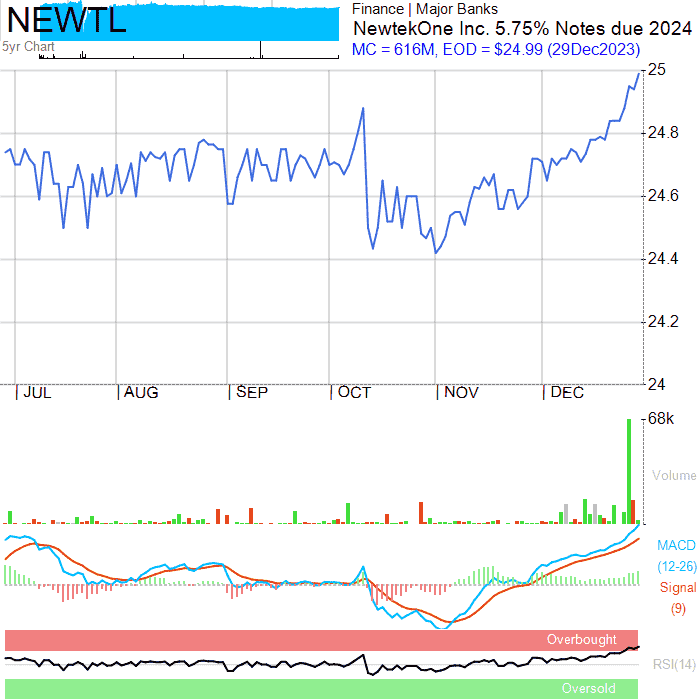 NEWTL
5yr Chart
Finance | Major Banks
NewtekOne Inc. 5.75% Notes due 2024
MC = 616M, EOD = $24.99 (29Dec2023)
25
24.8
24.6
24.4
24.2
24
| JUL | AUG | SEP | OCT | NOV | DEC
68k
Volume
MACD
(12-26)
Signal
(9)
Overbought
RSI(14)
Oversold